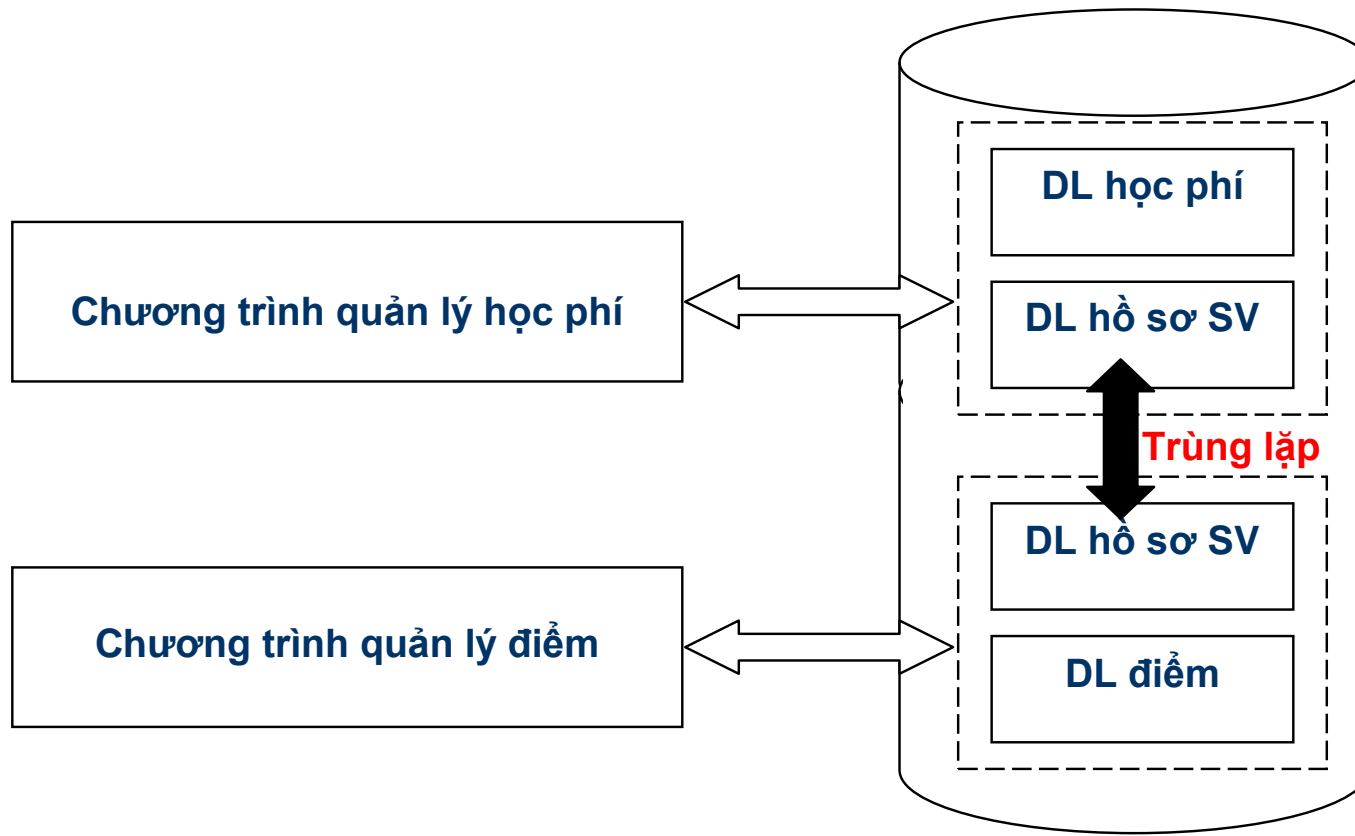 DL học phí
Chương trình quản lý học phí
DL hồ sơ SV
Trùng lặp
DL hồ sơ SV
Chương trình quản lý điểm
DL điểm